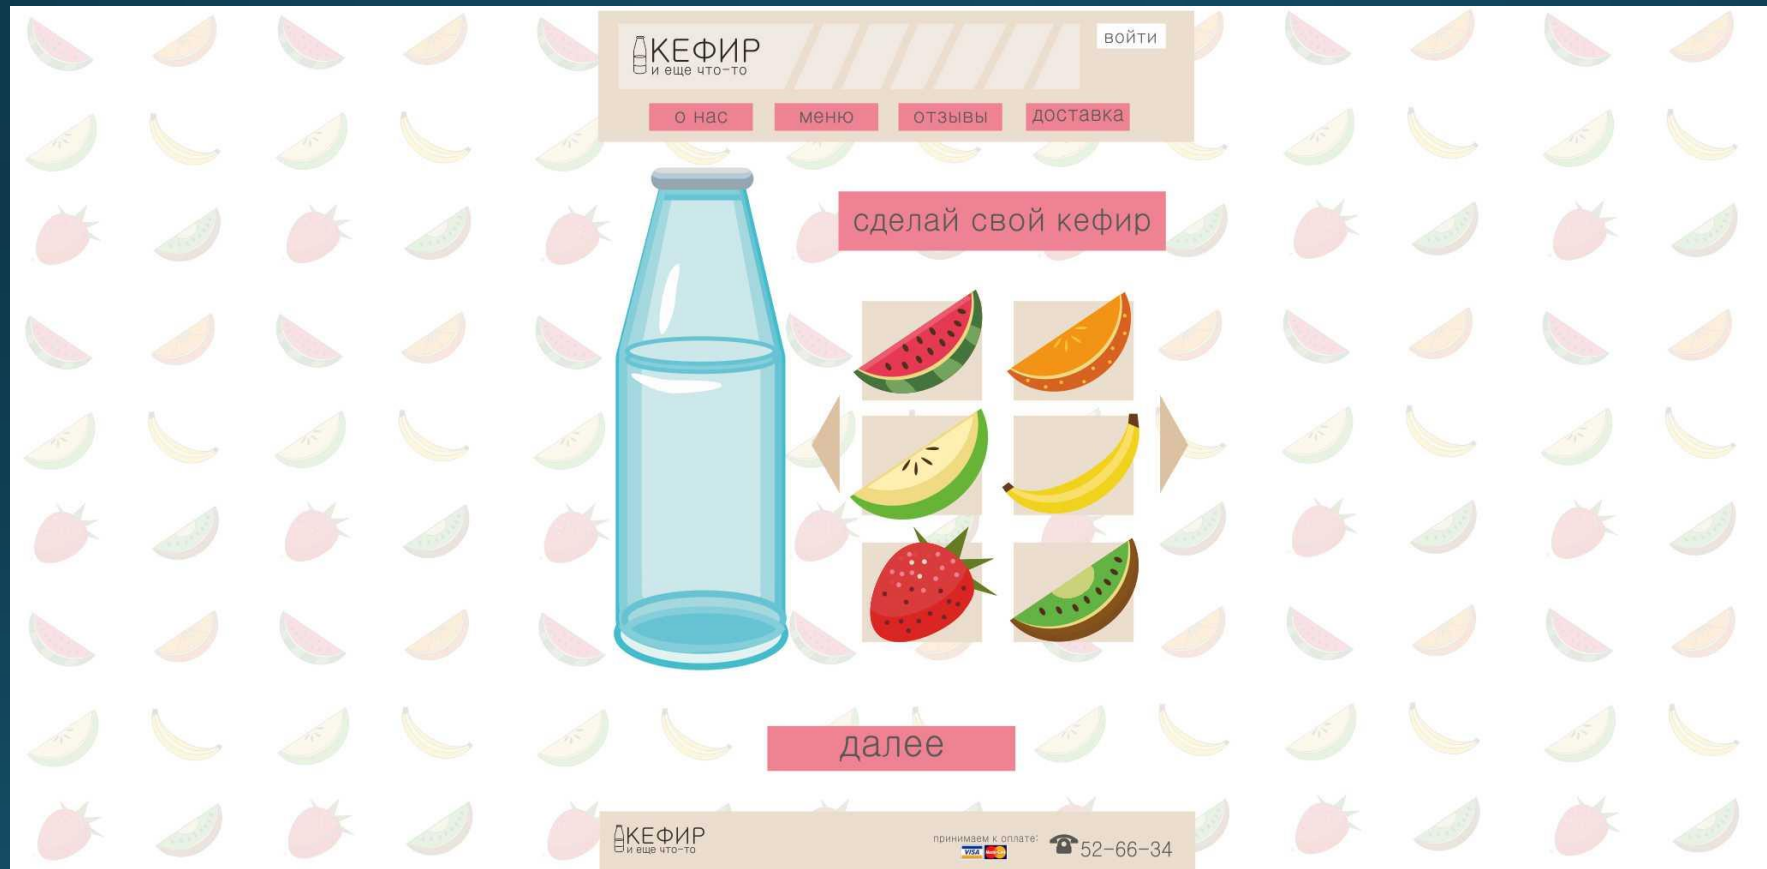 КЕФИР
и еще что-то
войти
о нас
меню
отзывы
доставка
сделай свой кефир
далее
КЕФИР
и еще что-то
принимаем к оплате:
VISA
52-66-34